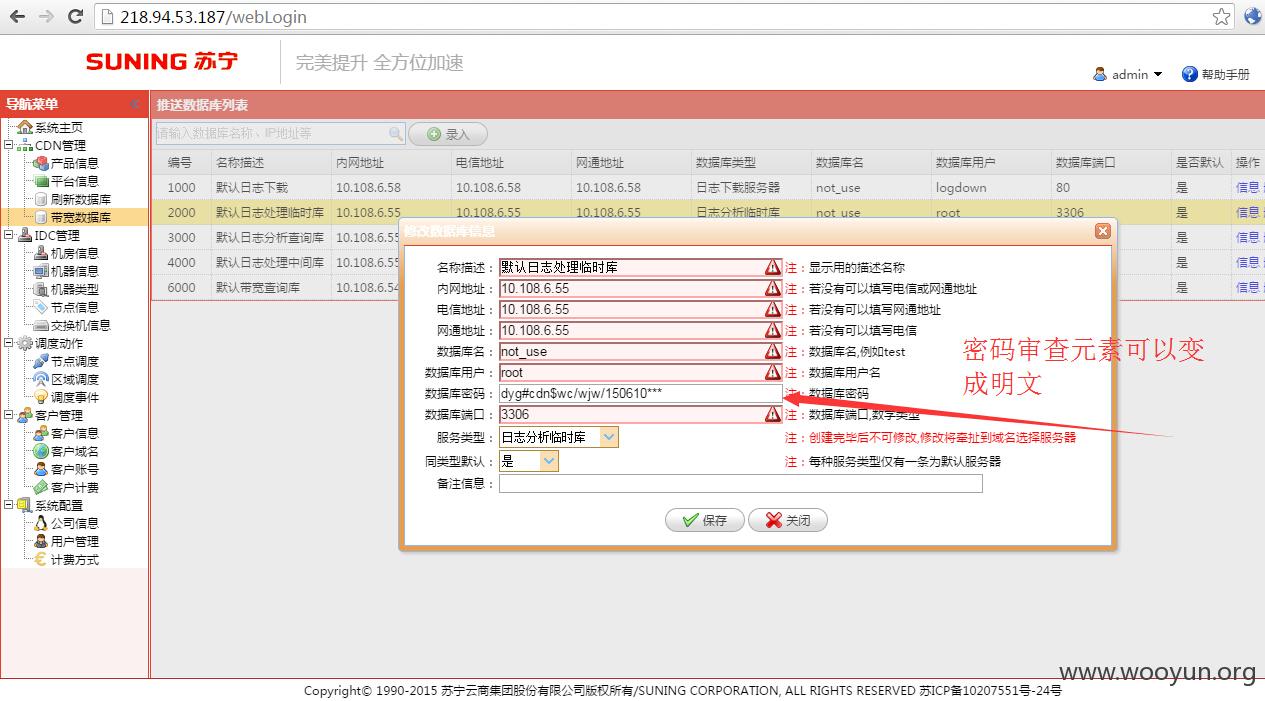 218.94.53.187/webLogin
SUNING 苏宁
完美提升 全方位加速
admin
帮助手册
导航菜单
系统主页
CDN管理
产品信息
平台信息
刷新数据库
带宽数据库
IDC管理
机房信息
机器信息
机器类型
节点信息
交换机信息
调度动作
节点调度
区域调度
调度事件
客户管理
客户信息
客户域名
客户账号
客户计费
系统配置
公司信息
用户管理
计费方式
推送数据库列表
请输入数据库名称、IP地址等
录入
编号 名称描述 内网地址 电信地址 网通地址 数据库类型 数据库名 数据库用户 数据库端口 是否默认 操作
1000 默认日志下载 10.108.6.58 10.108.6.58 10.108.6.58 日志下载服务器 not_use logdown 80 是 信息
2000 默认日志处理临时库 10.108.6.55 10.108.6.55 10.108.6.55 日志分析临时库 not_use root 3306 是 信息
3000 默认日志分析查询库 10.108.6.55 是 信息
4000 默认日志处理中间库 10.108.6.55 是 信息
6000 默认带宽查询库 10.108.6.54 是 信息
修改数据库信息
名称描述： 默认日志处理临时库 注：显示用的描述名称
内网地址： 10.108.6.55 注：若没有可以填写电信或网通地址
电信地址： 10.108.6.55 注：若没有可以填写网通地址
网通地址： 10.108.6.55 注：若没有可以填写电信
数据库名： not_use 注：数据库名,例如test
数据库用户： root 注：数据库用户名
数据库密码： dyg#cdn$wc/wjw/150610*** 注：数据库密码
数据库端口： 3306 注：数据库端口,数字类型
服务类型： 日志分析临时库 注：创建完毕后不可修改,修改将牵扯到域名选择服务器
同类型默认： 是 注：每种服务类型仅有一条为默认服务器
备注信息：
保存 关闭
密码审查元素可以变
成明文
www.wooyun.org
Copyright© 1990-2015 苏宁云商集团股份有限公司版权所有/SUNING CORPORATION, ALL RIGHTS RESERVED 苏ICP备10207551号-24号